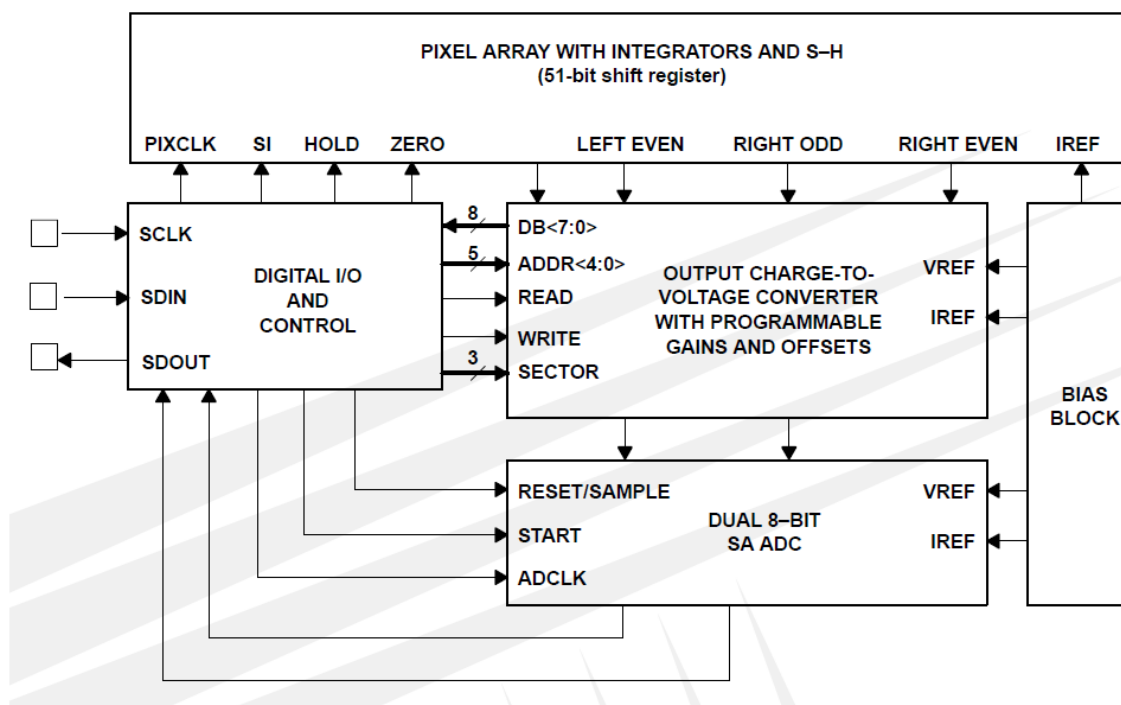 PIXEL ARRAY WITH INTEGRATORS AND S–H
(51-bit shift register)
PIXCLK SI HOLD ZERO LEFT EVEN RIGHT ODD RIGHT EVEN IREF
SCLK
SDIN
SDOUT
DIGITAL I/O
AND
CONTROL
8
5
3
DB<7:0>
ADDR<4:0>
READ
WRITE
SECTOR
OUTPUT CHARGE-TO-
VOLTAGE CONVERTER
WITH PROGRAMMABLE
GAINS AND OFFSETS
VREF
IREF
BIAS
BLOCK
RESET/SAMPLE
START
ADCLK
DUAL 8–BIT
SA ADC
VREF
IREF